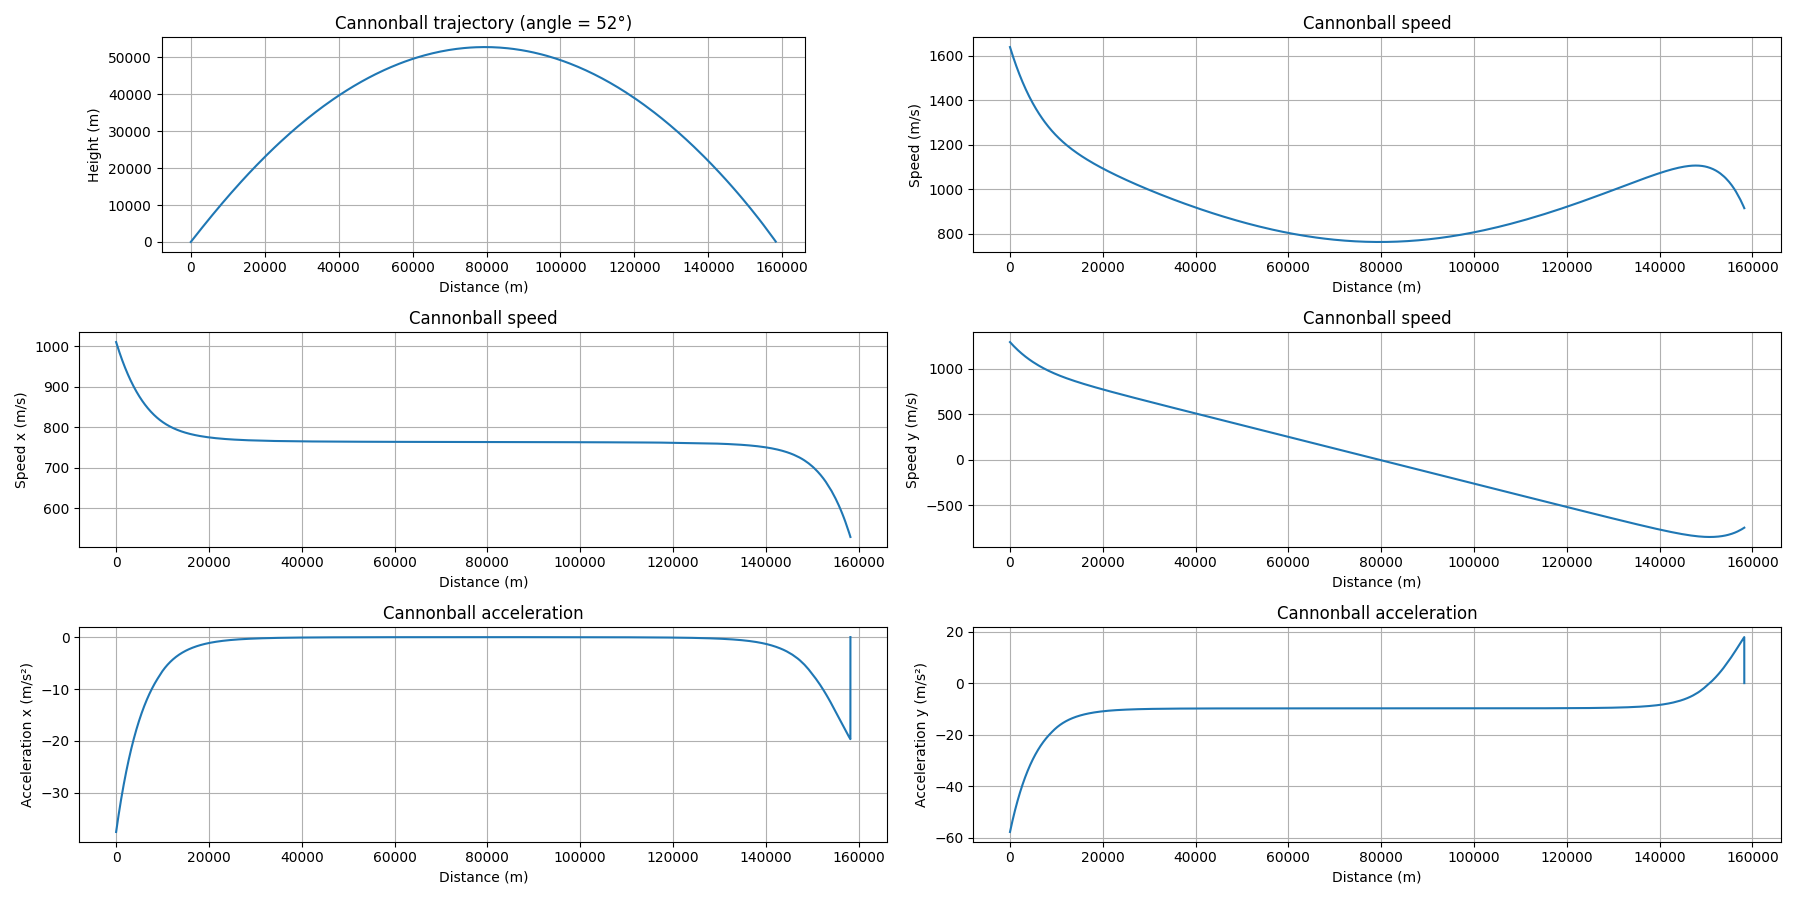 Cannonball trajectory (angle = 52°)
50000
40000
30000
20000
10000
0
Height (m)
0 20000 40000 60000 80000 100000 120000 140000 160000
Distance (m)
Cannonball speed
1600
1400
1200
1000
800
Speed (m/s)
0 20000 40000 60000 80000 100000 120000 140000 160000
Distance (m)
Cannonball speed
1000
900
800
700
600
Speed x (m/s)
0 20000 40000 60000 80000 100000 120000 140000 160000
Distance (m)
Cannonball speed
1000
500
0
−500
Speed y (m/s)
0 20000 40000 60000 80000 100000 120000 140000 160000
Distance (m)
Cannonball acceleration
0
−10
−20
−30
Acceleration x (m/s²)
0 20000 40000 60000 80000 100000 120000 140000 160000
Distance (m)
Cannonball acceleration
20
0
−20
−40
−60
Acceleration y (m/s²)
0 20000 40000 60000 80000 100000 120000 140000 160000
Distance (m)